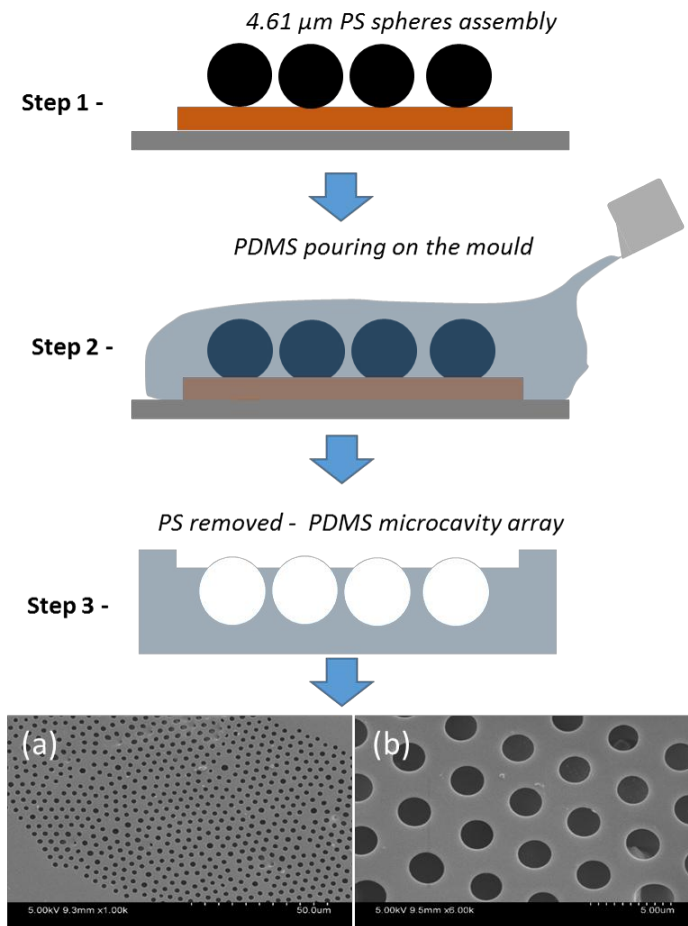 4.61 µm PS spheres assembly
Step 1 -
PDMS pouring on the mould
Step 2 -
PS removed - PDMS microcavity array
Step 3 -
(a)
(b)
5.00kV 9.3mm x1.00k
50.0um
5.00kV 9.5mm x6.00k
5.00um